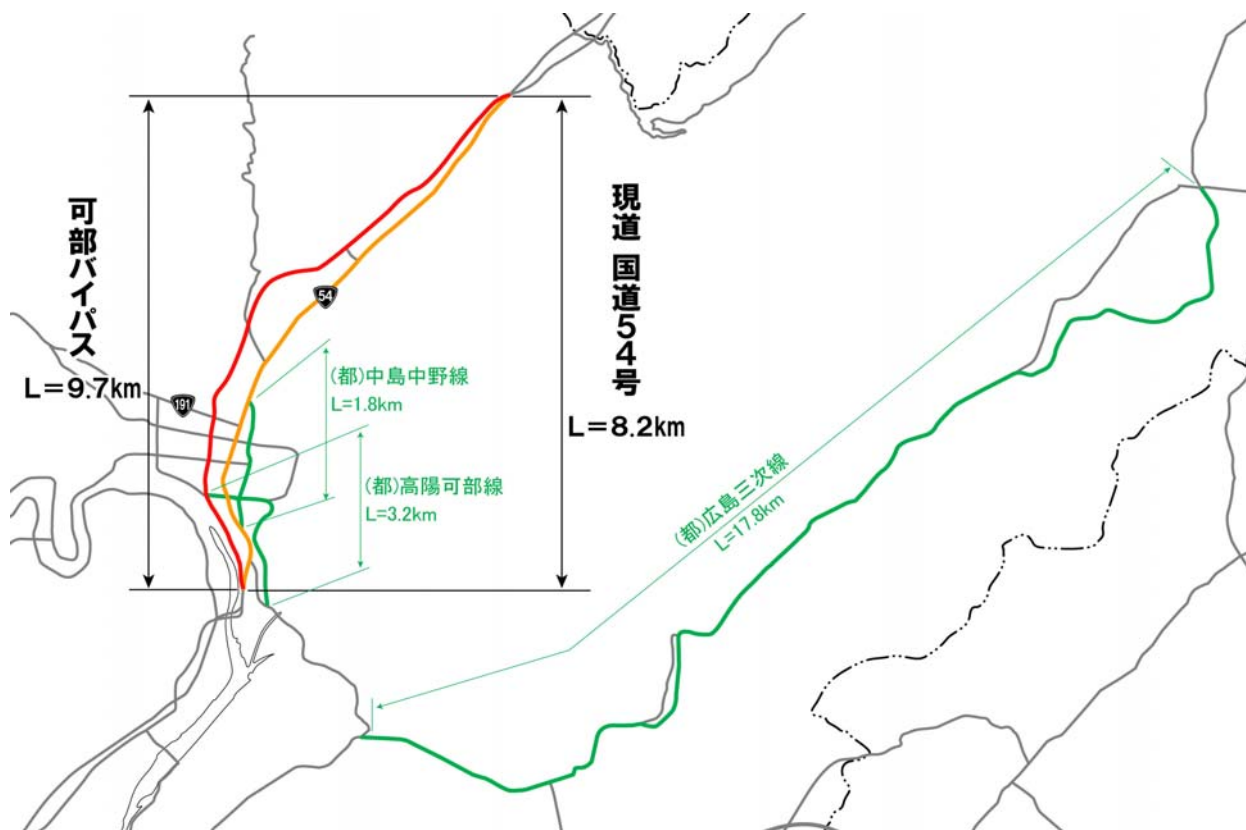 可部バイパス
L=9.7km
現道 国道54号
L=8.2km
54
191
(都)中島中野線
L=1.8km
(都)高陽可部線
L=3.2km
(都)広島三次線
L=17.8km